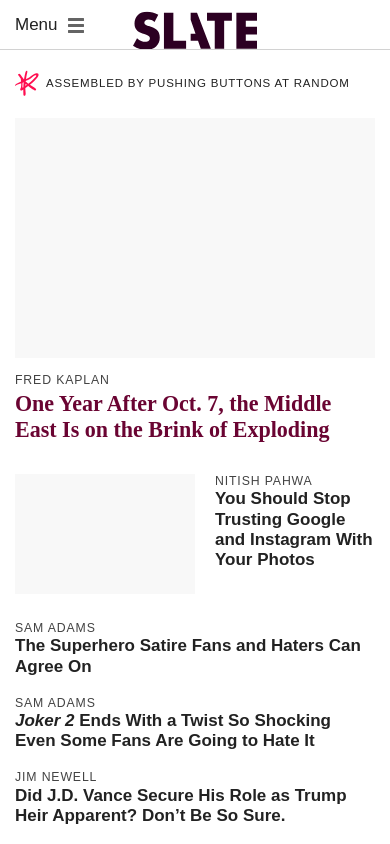 Menu
SLATE
ASSEMBLED BY PUSHING BUTTONS AT RANDOM
FRED KAPLAN
One Year After Oct. 7, the Middle
East Is on the Brink of Exploding
NITISH PAHWA
You Should Stop
Trusting Google
and Instagram With
Your Photos
SAM ADAMS
The Superhero Satire Fans and Haters Can
Agree On
SAM ADAMS
Joker 2 Ends With a Twist So Shocking
Even Some Fans Are Going to Hate It
JIM NEWELL
Did J.D. Vance Secure His Role as Trump
Heir Apparent? Don’t Be So Sure.